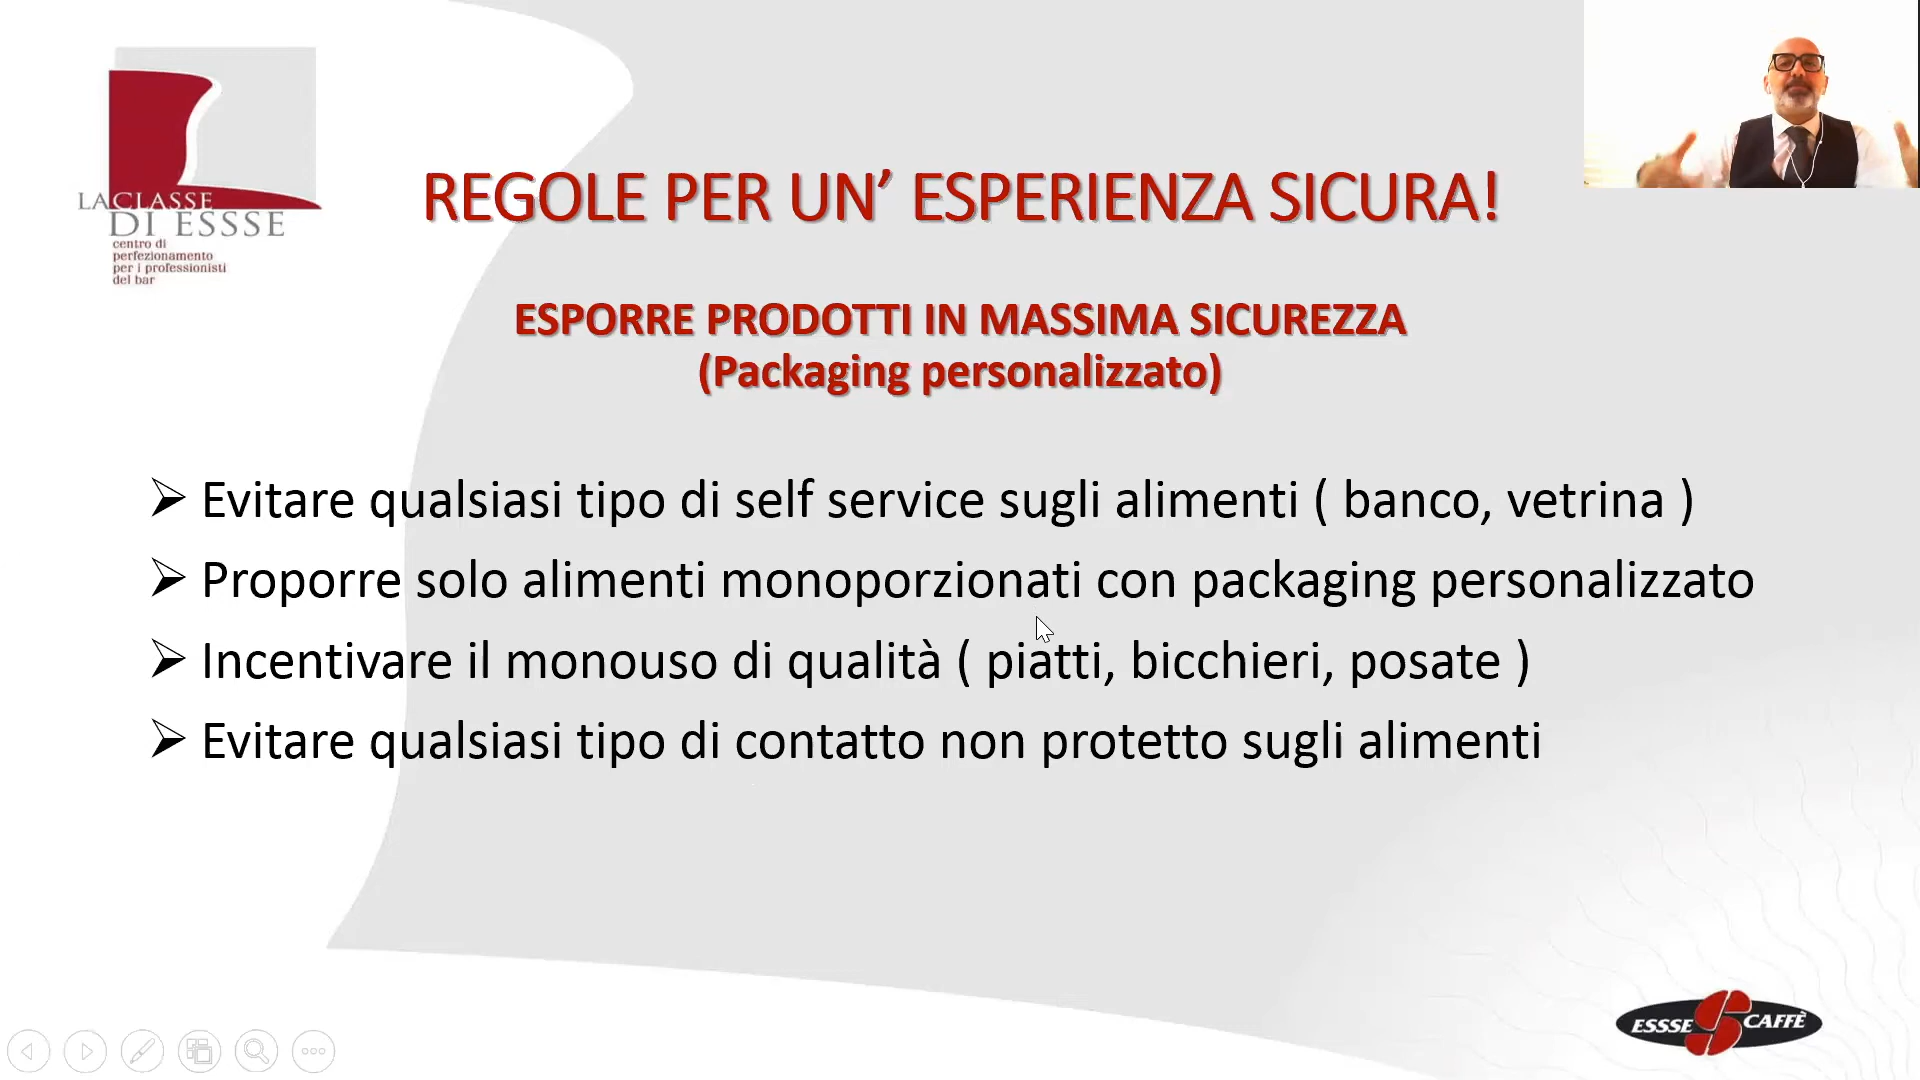 LACLASSE
DI ESSSE
centro di
perfezionamento
per i professionisti
del bar
REGOLE PER UN’ ESPERIENZA SICURA!
ESPORRE PRODOTTI IN MASSIMA SICUREZZA
(Packaging personalizzato)
Evitare qualsiasi tipo di self service sugli alimenti ( banco, vetrina )
Proporre solo alimenti monoporzionati con packaging personalizzato
Incentivare il monouso di qualità ( piatti, bicchieri, posate )
Evitare qualsiasi tipo di contatto non protetto sugli alimenti
ESSSE CAFFÈ